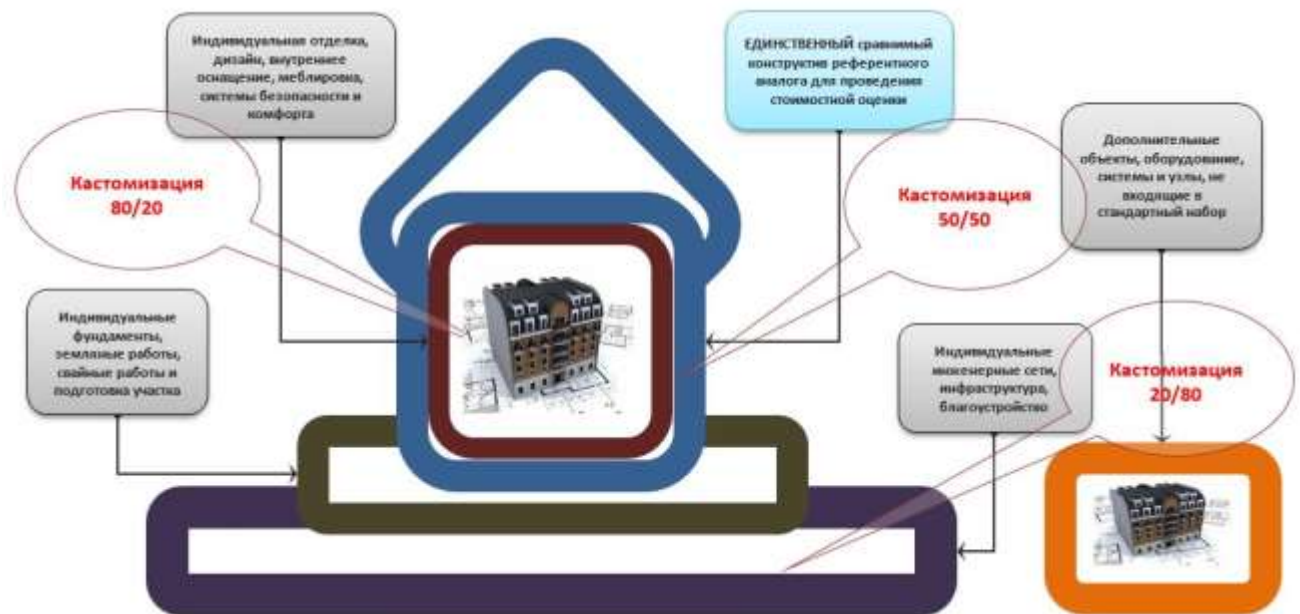 Индивидуальная отделка,
дизайн, внутреннее
оснащение, меблировка,
системы безопасности и
комфорта
ЕДИНСТВЕННЫЙ сравнимый
конструктив референтного
аналога для проведения
стоимостной оценки
Дополнительные
объекты, оборудование,
системы и узлы, не
входящие в
стандартный набор
Кастомизация
80/20
Кастомизация
50/50
Индивидуальные
фундаменты,
земляные работы,
свайные работы и
подготовка участка
Индивидуальные
инженерные сети,
инфраструктура,
благоустройство
Кастомизация
20/80